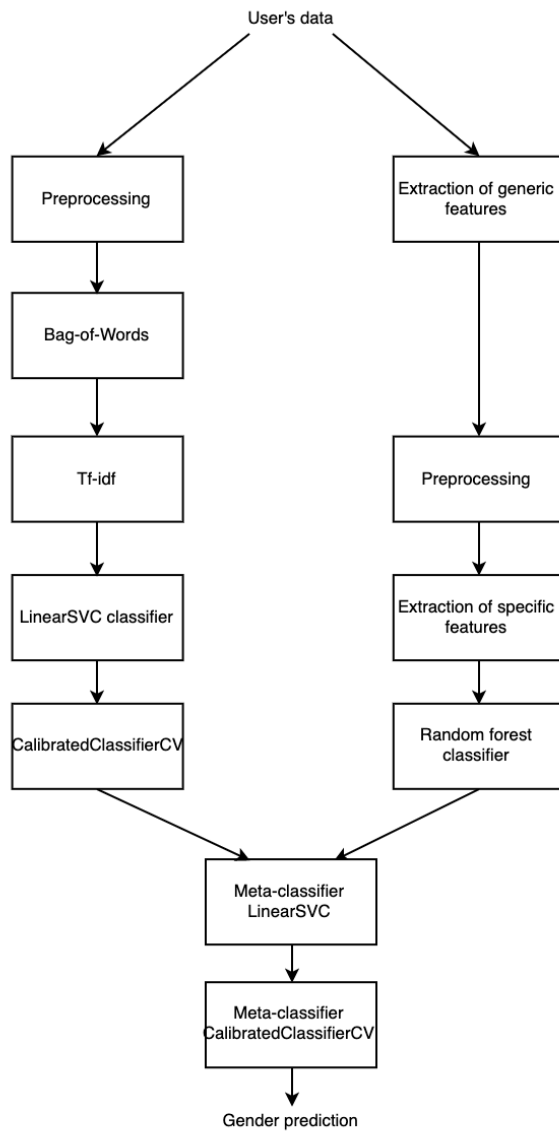 User's data
Preprocessing
Extraction of generic
features
Bag-of-Words
Tf-idf
Preprocessing
LinearSVC classifier
Extraction of specific
features
CalibratedClassifierCV
Random forest
classifier
Meta-classifier
LinearSVC
Meta-classifier
CalibratedClassifierCV
Gender prediction